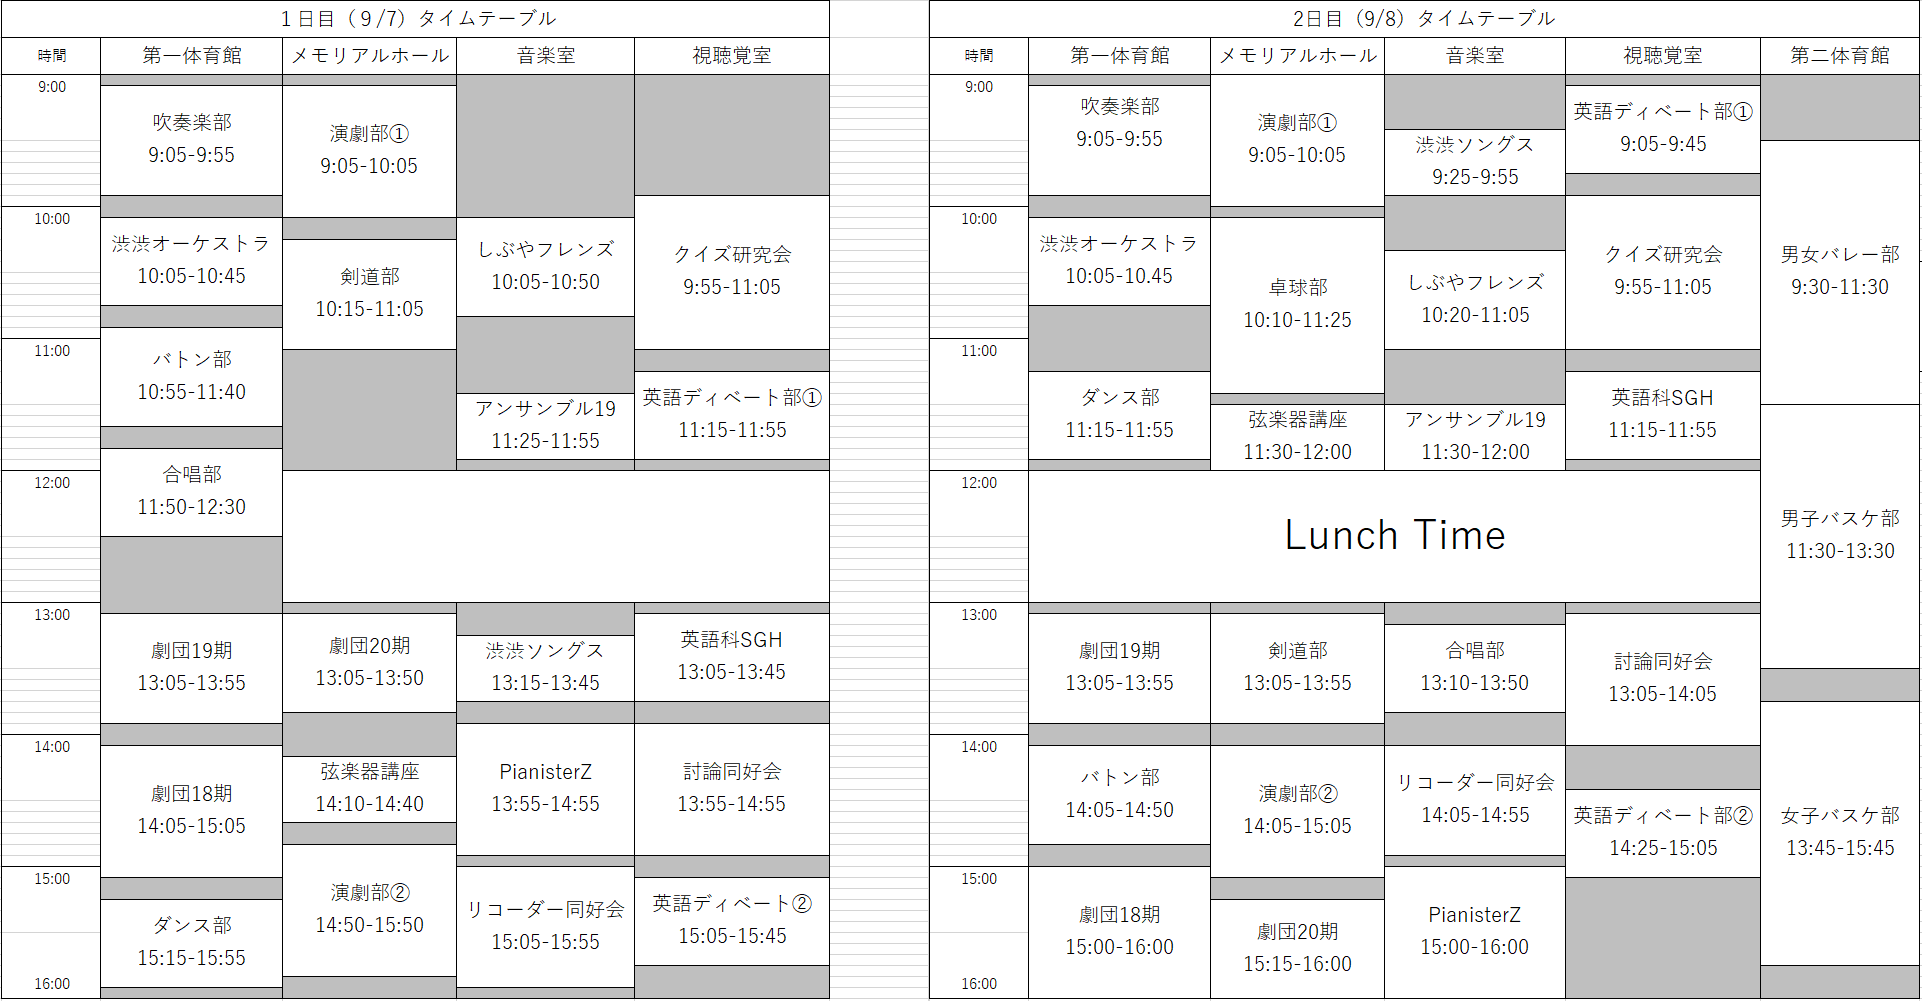 １日目（９/7）タイムテーブル
時間
第一体育館
メモリアルホール
音楽室
視聴覚室
9:00
10:00
11:00
12:00
13:00
14:00
15:00
16:00
吹奏楽部
9:05-9:55
渋渋オーケストラ
10:05-10:45
バトン部
10:55-11:40
合唱部
11:50-12:30
劇団19期
13:05-13:55
劇団18期
14:05-15:05
ダンス部
15:15-15:55
演劇部①
9:05-10:05
剣道部
10:15-11:05
劇団20期
13:05-13:50
弦楽器講座
14:10-14:40
演劇部②
14:50-15:50
しぶやフレンズ
10:05-10:50
アンサンブル19
11:25-11:55
渋渋ソングス
13:15-13:45
PianisterZ
13:55-14:55
リコーダー同好会
15:05-15:55
クイズ研究会
9:55-11:05
英語ディベート部①
11:15-11:55
英語科SGH
13:05-13:45
討論同好会
13:55-14:55
英語ディベート②
15:05-15:45
2日目（9/8）タイムテーブル
時間
第一体育館
メモリアルホール
音楽室
視聴覚室
第二体育館
9:00
10:00
11:00
12:00
13:00
14:00
15:00
16:00
吹奏楽部
9:05-9:55
渋渋オーケストラ
10:05-10.45
ダンス部
11:15-11:55
Lunch Time
劇団19期
13:05-13:55
バトン部
14:05-14:50
劇団18期
15:00-16:00
演劇部①
9:05-10:05
卓球部
10:10-11:25
弦楽器講座
11:30-12:00
剣道部
13:05-13:55
演劇部②
14:05-15:05
劇団20期
15:15-16:00
渋渋ソングス
9:25-9:55
しぶやフレンズ
10:20-11:05
アンサンブル19
11:30-12:00
合唱部
13:10-13:50
リコーダー同好会
14:05-14:55
PianisterZ
15:00-16:00
英語ディベート部①
9:05-9:45
クイズ研究会
9:55-11:05
英語科SGH
11:15-11:55
討論同好会
13:05-14:05
英語ディベート部②
14:25-15:05
男女バレー部
9:30-11:30
男子バスケ部
11:30-13:30
女子バスケ部
13:45-15:45